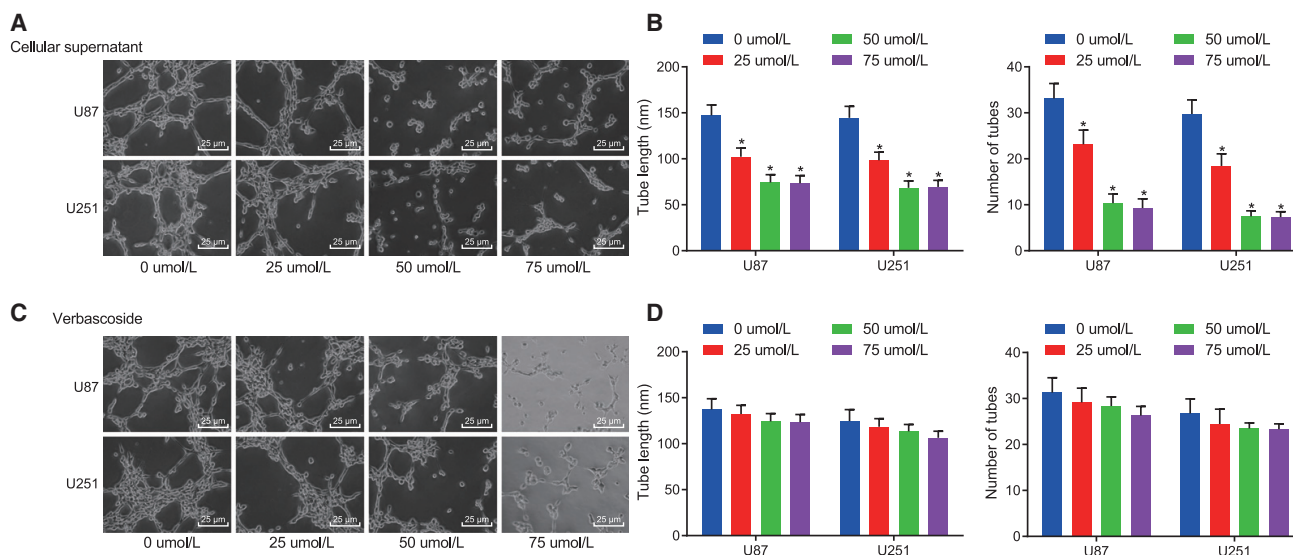 A
Cellular supernatant
U87
25 µm 25 µm 25 µm 25 µm
U251
25 µm 25 µm 25 µm 25 µm
0 umol/L 25 umol/L 50 umol/L 75 umol/L
B
0 umol/L 50 umol/L
25 umol/L 75 umol/L
Tube length (nm)
200
150
100
50
0
* * * * * *
U87 U251
0 umol/L 50 umol/L
25 umol/L 75 umol/L
Number of tubes
40
30
20
10
0
* * * * * *
U87 U251
C
Verbascoside
U87
25 µm 25 µm 25 µm 25 µm
U251
25 µm 25 µm 25 µm 25 µm
0 umol/L 25 umol/L 50 umol/L 75 umol/L
D
0 umol/L 50 umol/L
25 umol/L 75 umol/L
Tube length (nm)
200
150
100
50
0
U87 U251
0 umol/L 50 umol/L
25 umol/L 75 umol/L
Number of tubes
40
30
20
10
0
U87 U251